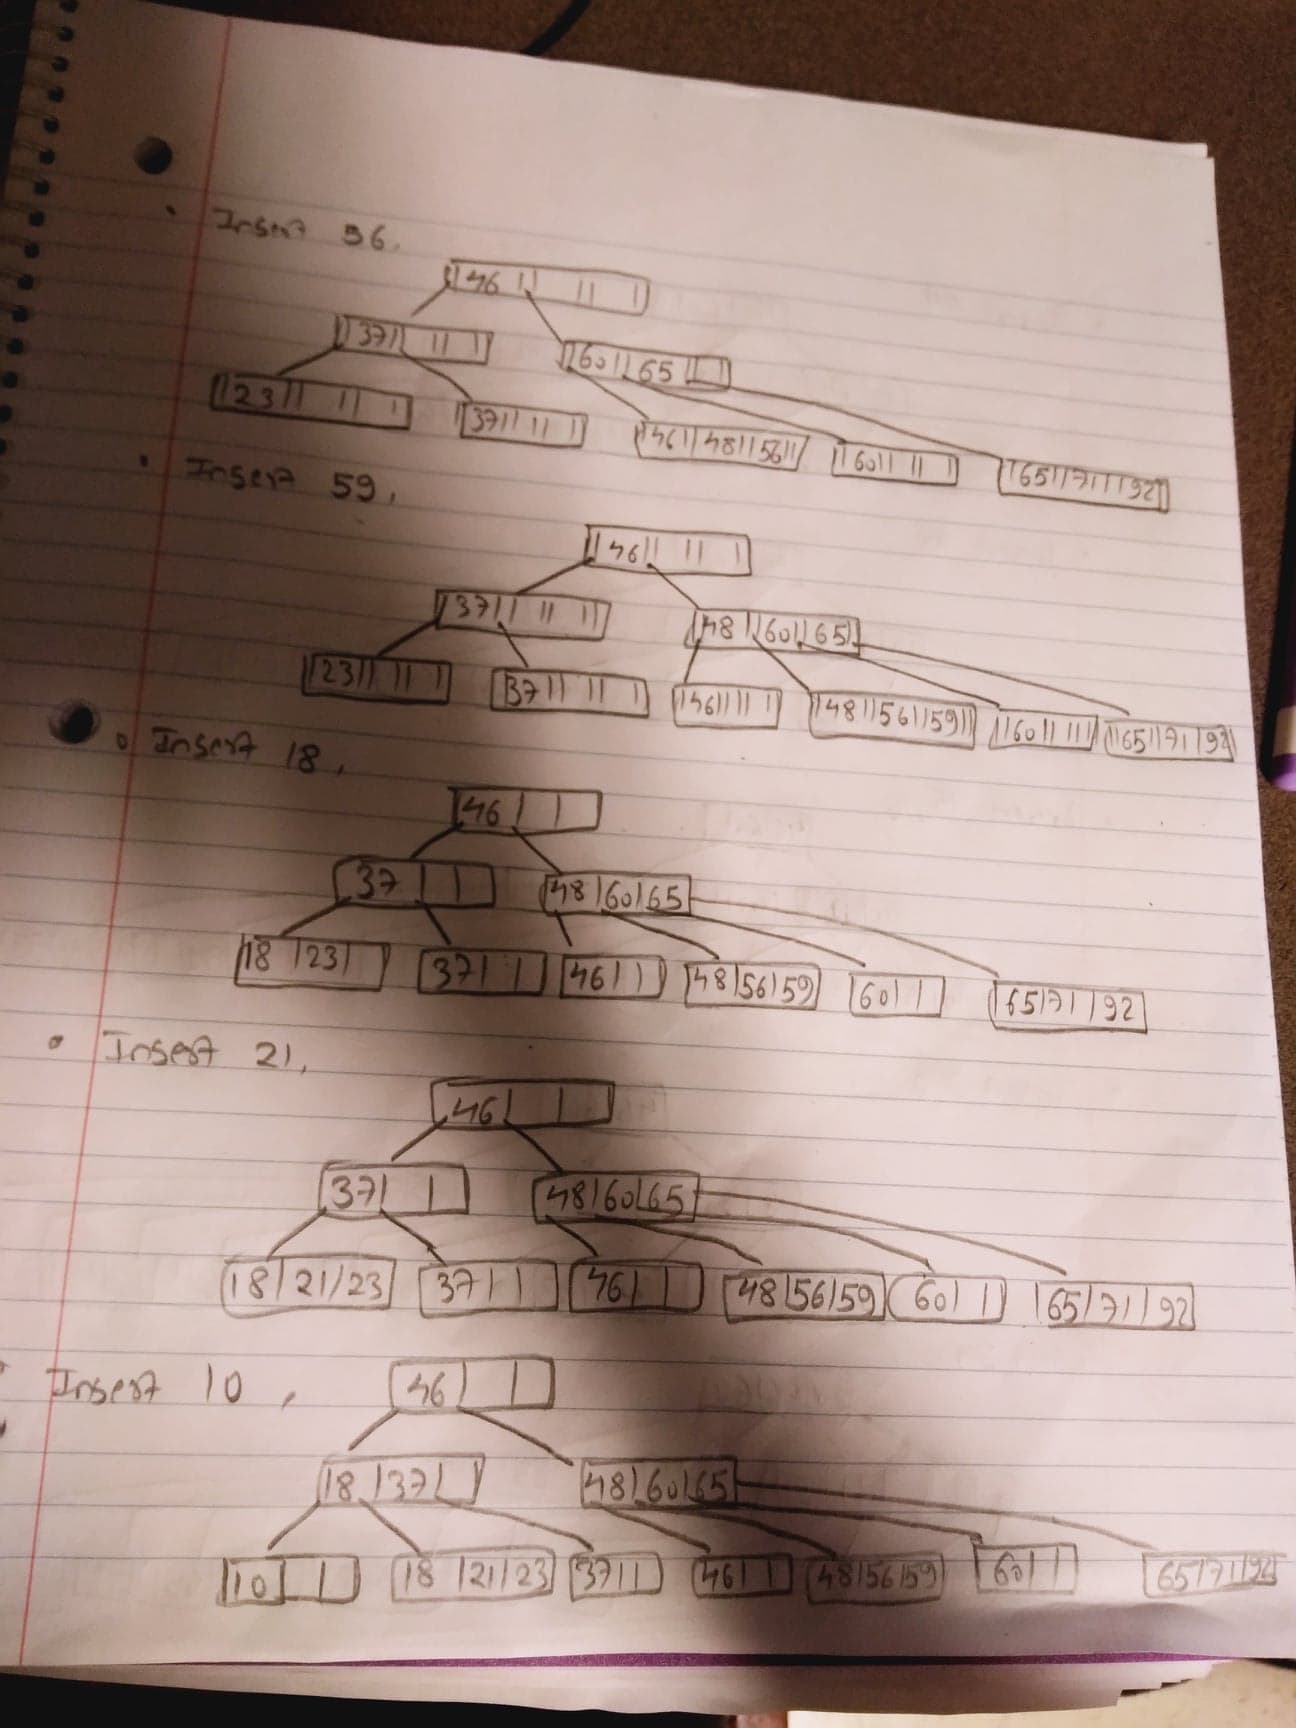 Insert 56,
46
37 60 65
23 37 46 48 56 60 65 71 92
Insert 59,
46
37 48 60 65
23 37 46 48 56 59 60 65 71 92
Insert 18,
46
37 48 60 65
18 23 37 46 48 56 59 60 65 71 92
Insert 21,
46
37 48 60 65
18 21 23 37 46 48 56 59 60 65 71 92
Insert 10, 46
18 37 48 60 65
10 18 21 23 37 46 48 56 59 60 65 71 92